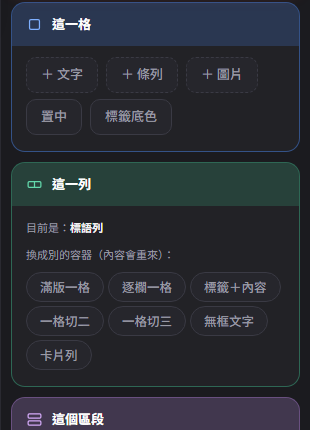 這一格
＋ 文字 ＋ 條列 ＋ 圖片
置中 標籤底色
這一列
目前是：標語列
換成別的容器（內容會重來）：
滿版一格 逐欄一格 標籤＋內容
一格切二 一格切三 無框文字
卡片列
這個區段